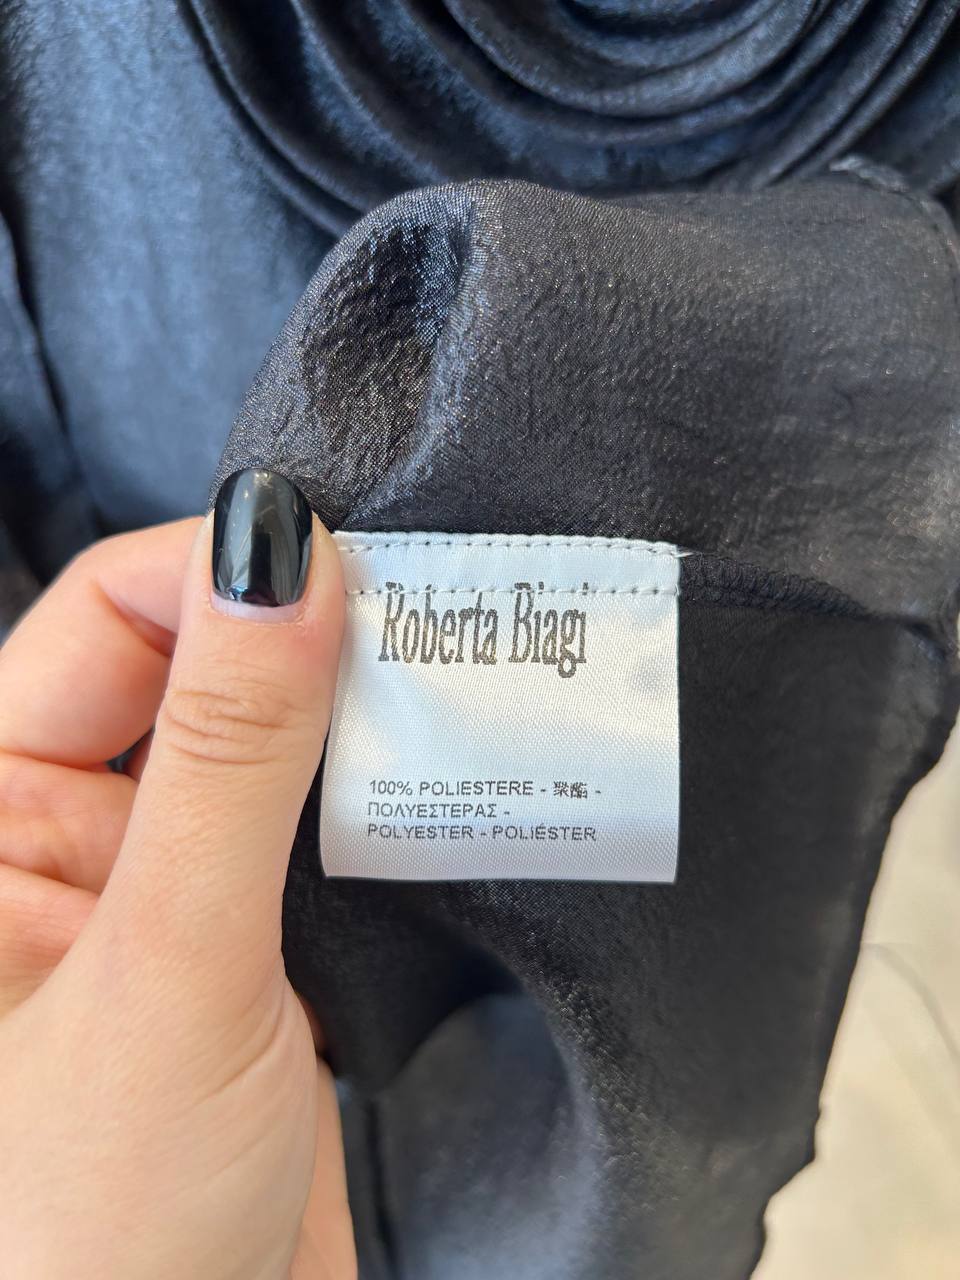 Roberta Biagi
100% POLIESTERE - 聚酯 -
ΠΟΛΥΕΣΤΕΡΑΣ -
POLYESTER - POLIÉSTER